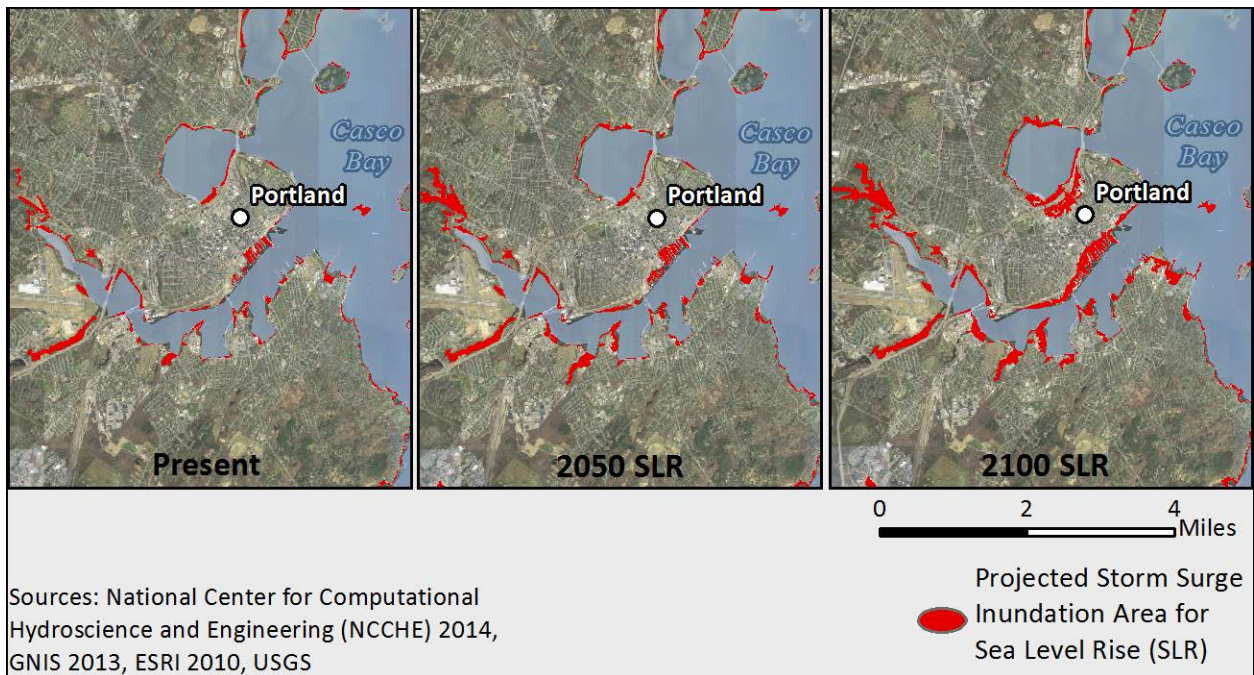 Casco
Bay
Portland
Present
Casco
Bay
Portland
2050 SLR
Casco
Bay
Portland
2100 SLR
0 2 4
Miles
Sources: National Center for Computational
Hydroscience and Engineering (NCCHE) 2014,
GNIS 2013, ESRI 2010, USGS
Projected Storm Surge
Inundation Area for
Sea Level Rise (SLR)